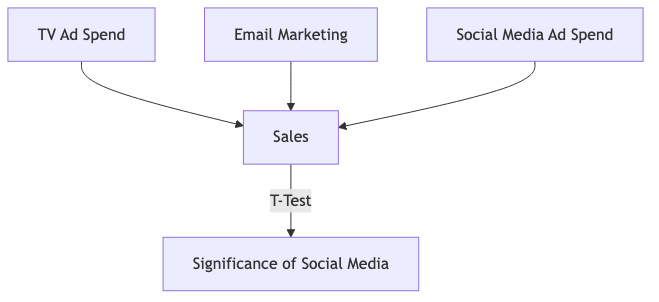 TV Ad Spend
Email Marketing
Social Media Ad Spend
Sales
T-Test
Significance of Social Media